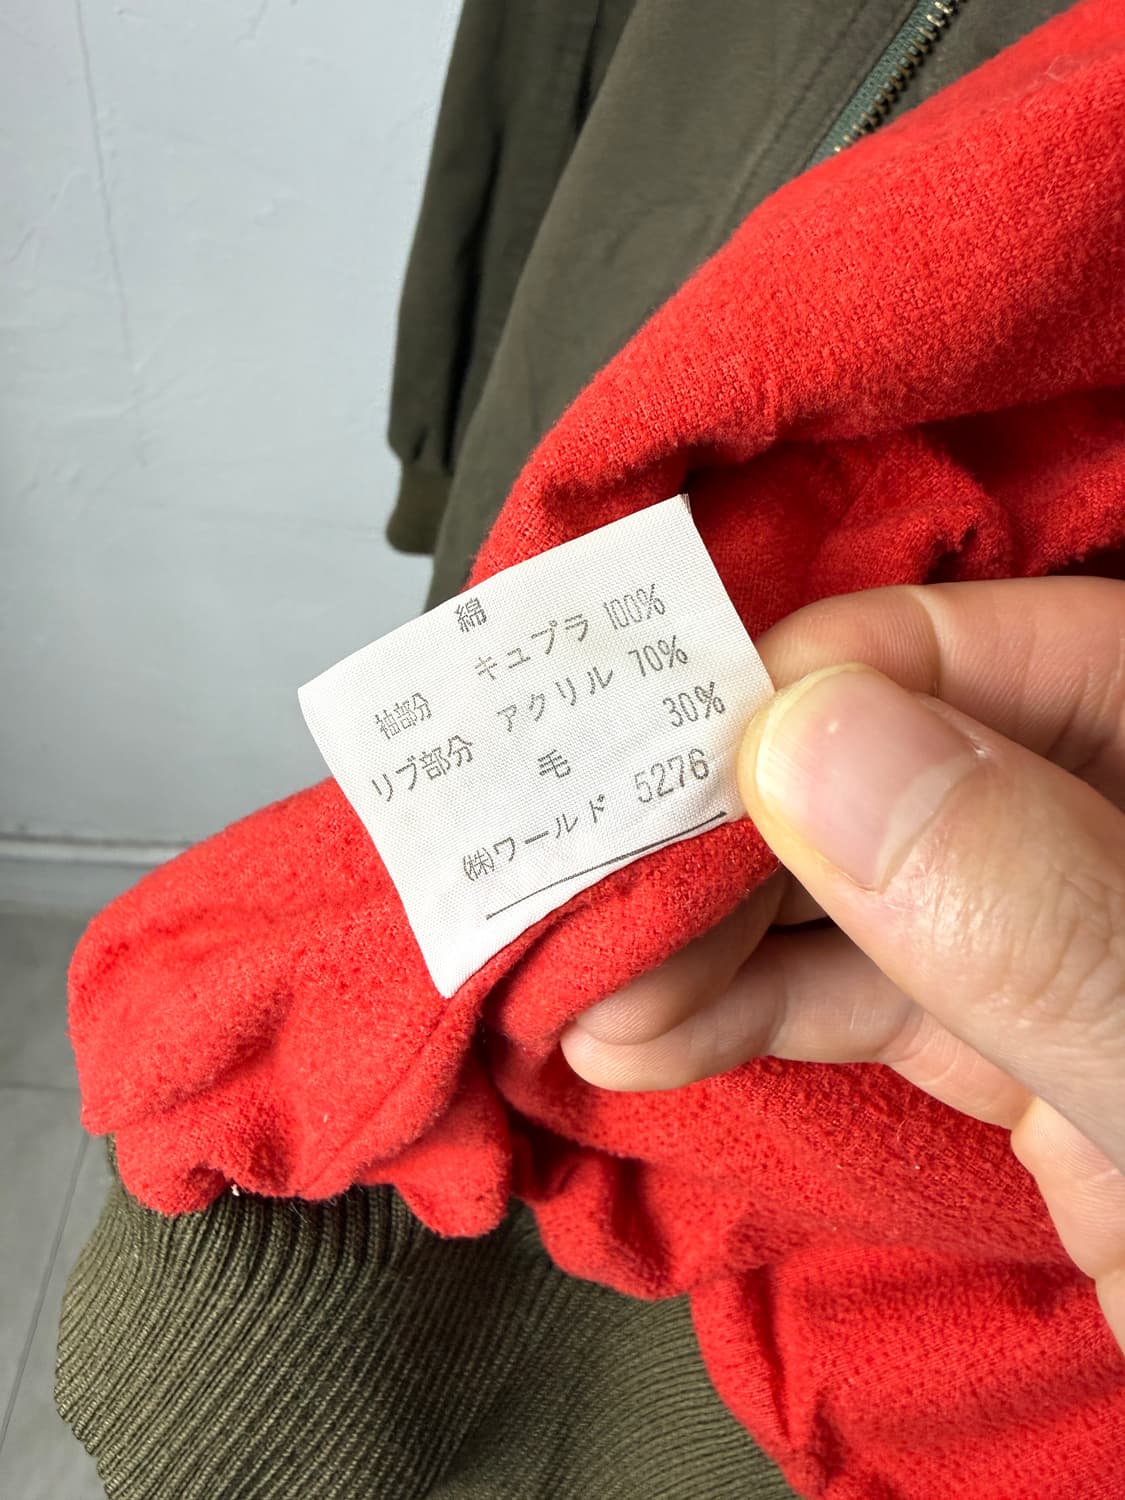 綿
袖部分 キュプラ 100%
リブ部分 アクリル 70%
毛 30%
㈱ワールド 5276